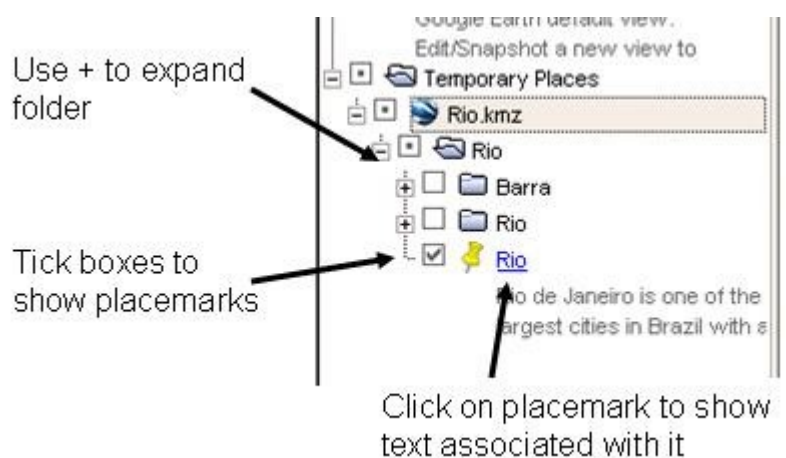 Google Earth default view.
Edit/Snapshot a new view to
Use + to expand
folder
Temporary Places
Rio.kmz
Rio
Barra
Rio
Tick boxes to
show placemarks
Rio
Rio de Janeiro is one of the
largest cities in Brazil with
Click on placemark to show
text associated with it